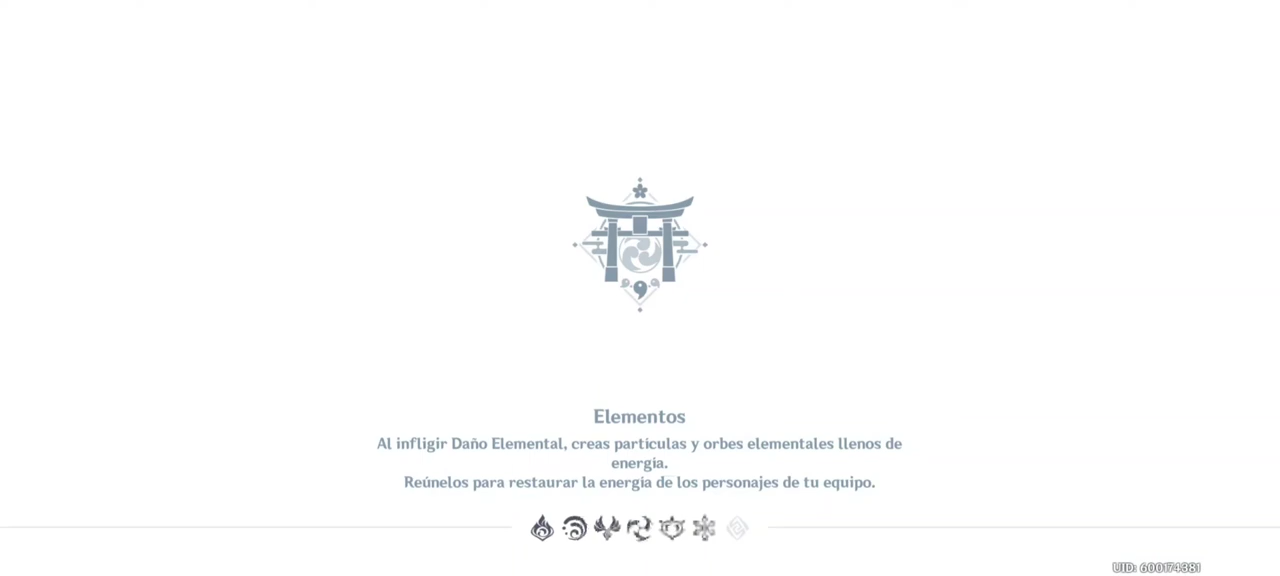 Elementos
Al infligir Daño Elemental, creas partículas y orbes elementales llenos de
energía.
Reúnelos para restaurar la energía de los personajes de tu equipo.
UID: 600174381